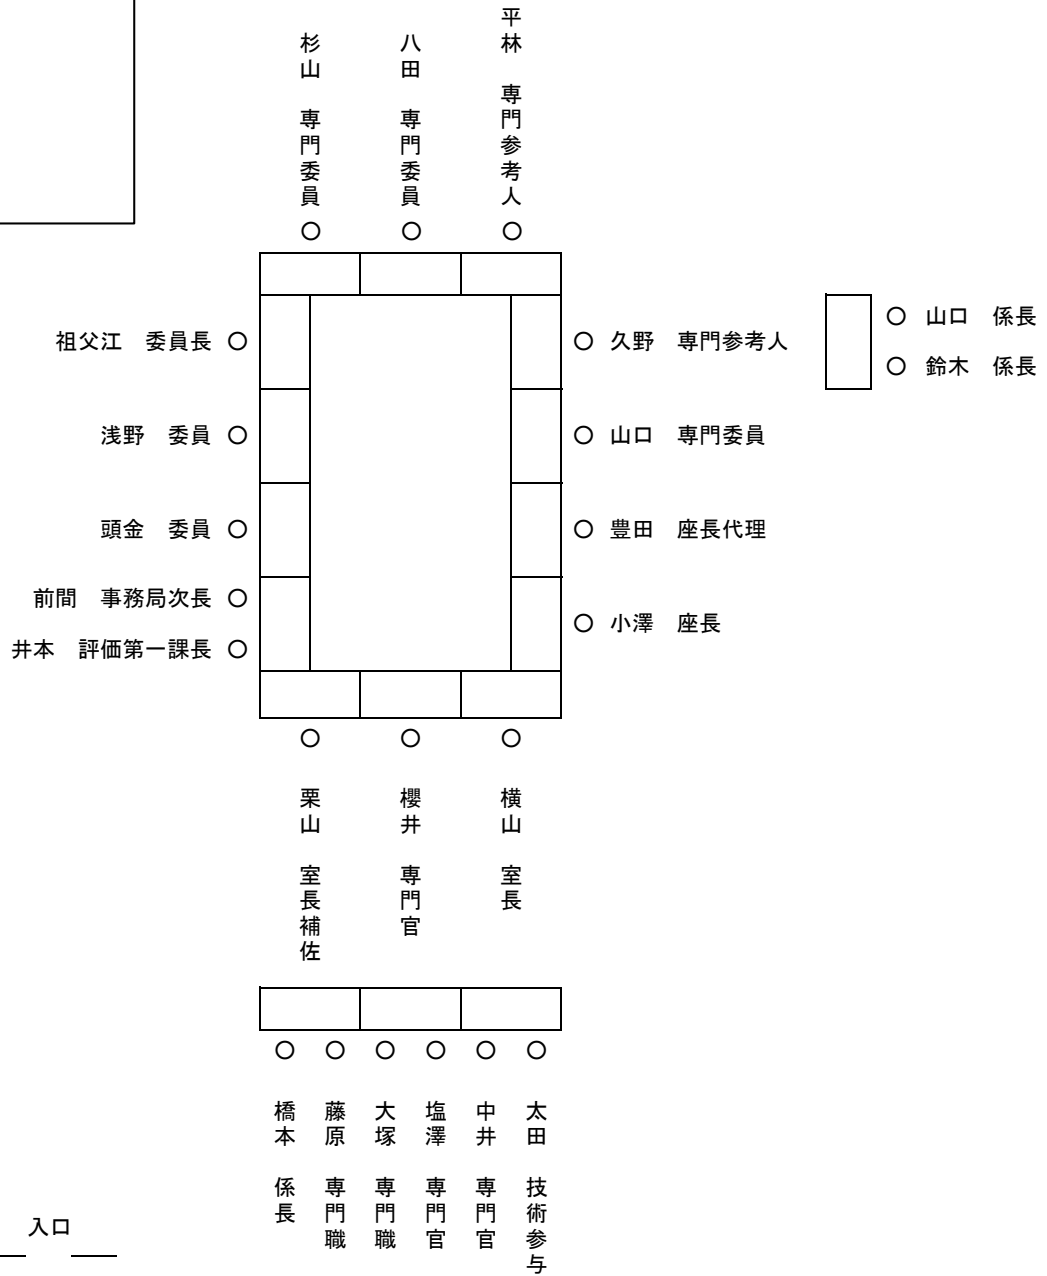 杉山　専門委員
八田　専門委員
平林　専門参考人
祖父江　委員長
浅野　委員
頭金　委員
前間　事務局次長
井本　評価第一課長
久野　専門参考人
山口　専門委員
豊田　座長代理
小澤　座長
山口　係長
鈴木　係長
栗山　室長補佐
櫻井　専門官
横山　室長
橋本　係長
藤原　専門職
大塚　専門職
塩澤　専門官
中井　専門官
太田　技術参与
入口